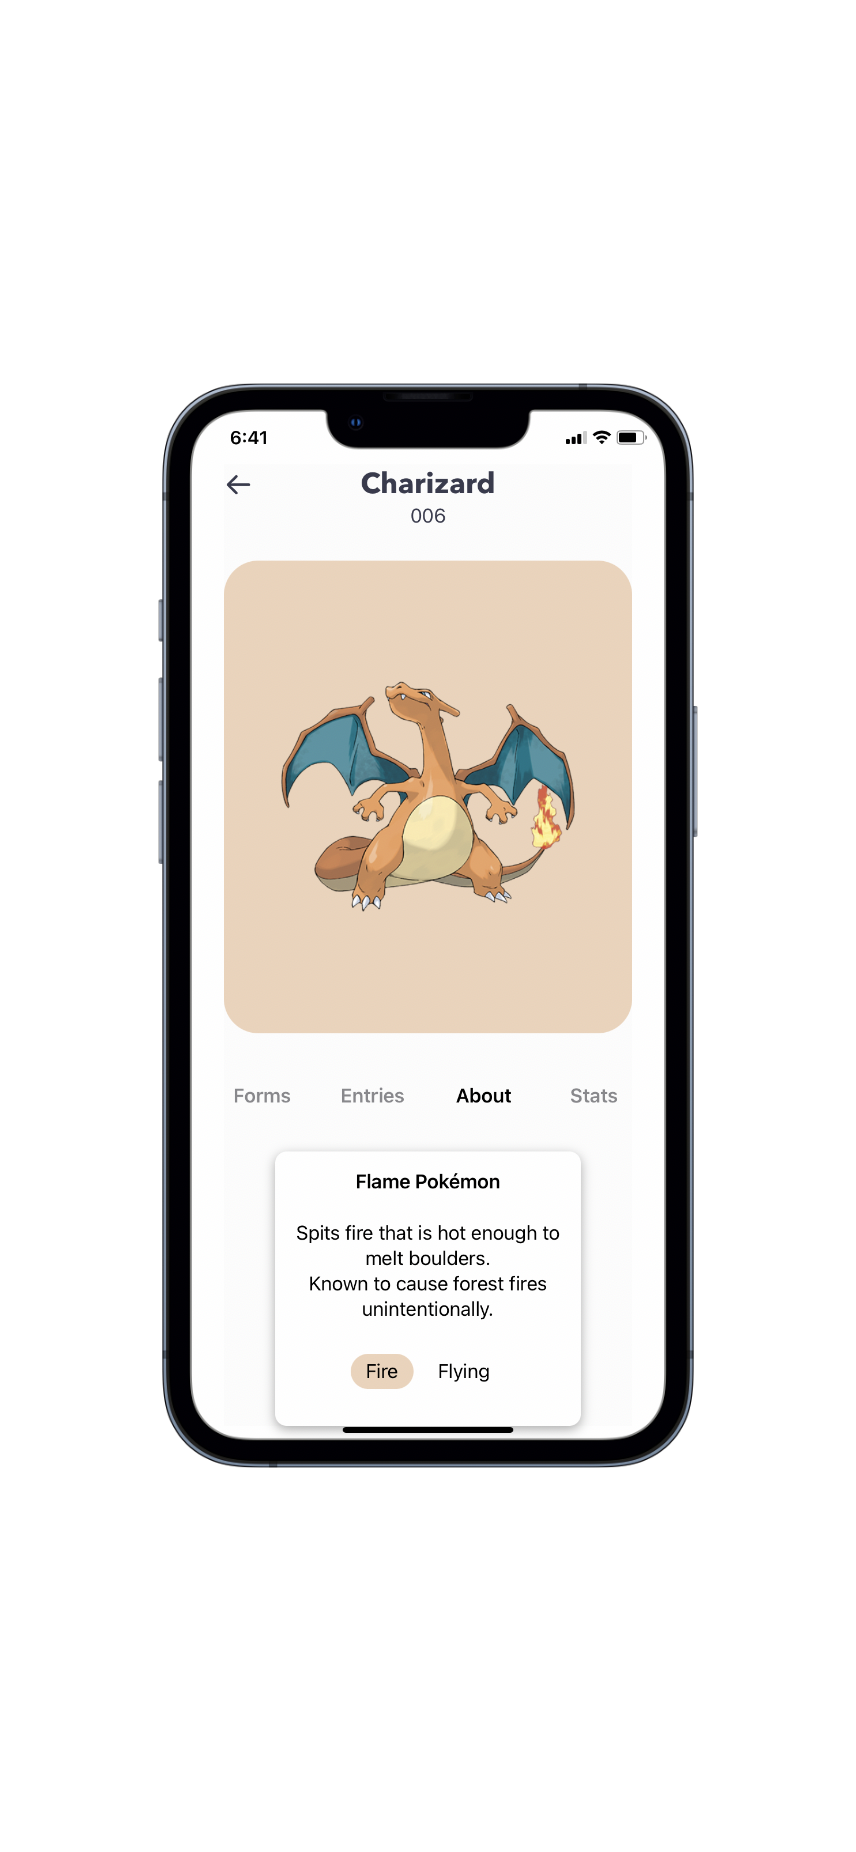 6:41
Charizard
006
Forms Entries About Stats
Flame Pokémon
Spits fire that is hot enough to
melt boulders.
Known to cause forest fires
unintentionally.
Fire Flying